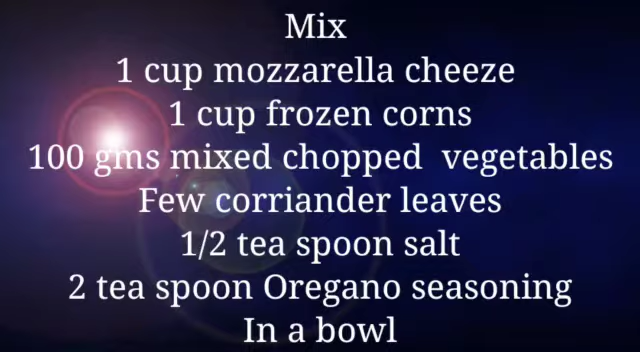 Mix
1 cup mozzarella cheeze
1 cup frozen corns
100 gms mixed chopped vegetables
Few corriander leaves
1/2 tea spoon salt
2 tea spoon Oregano seasoning
In a bowl